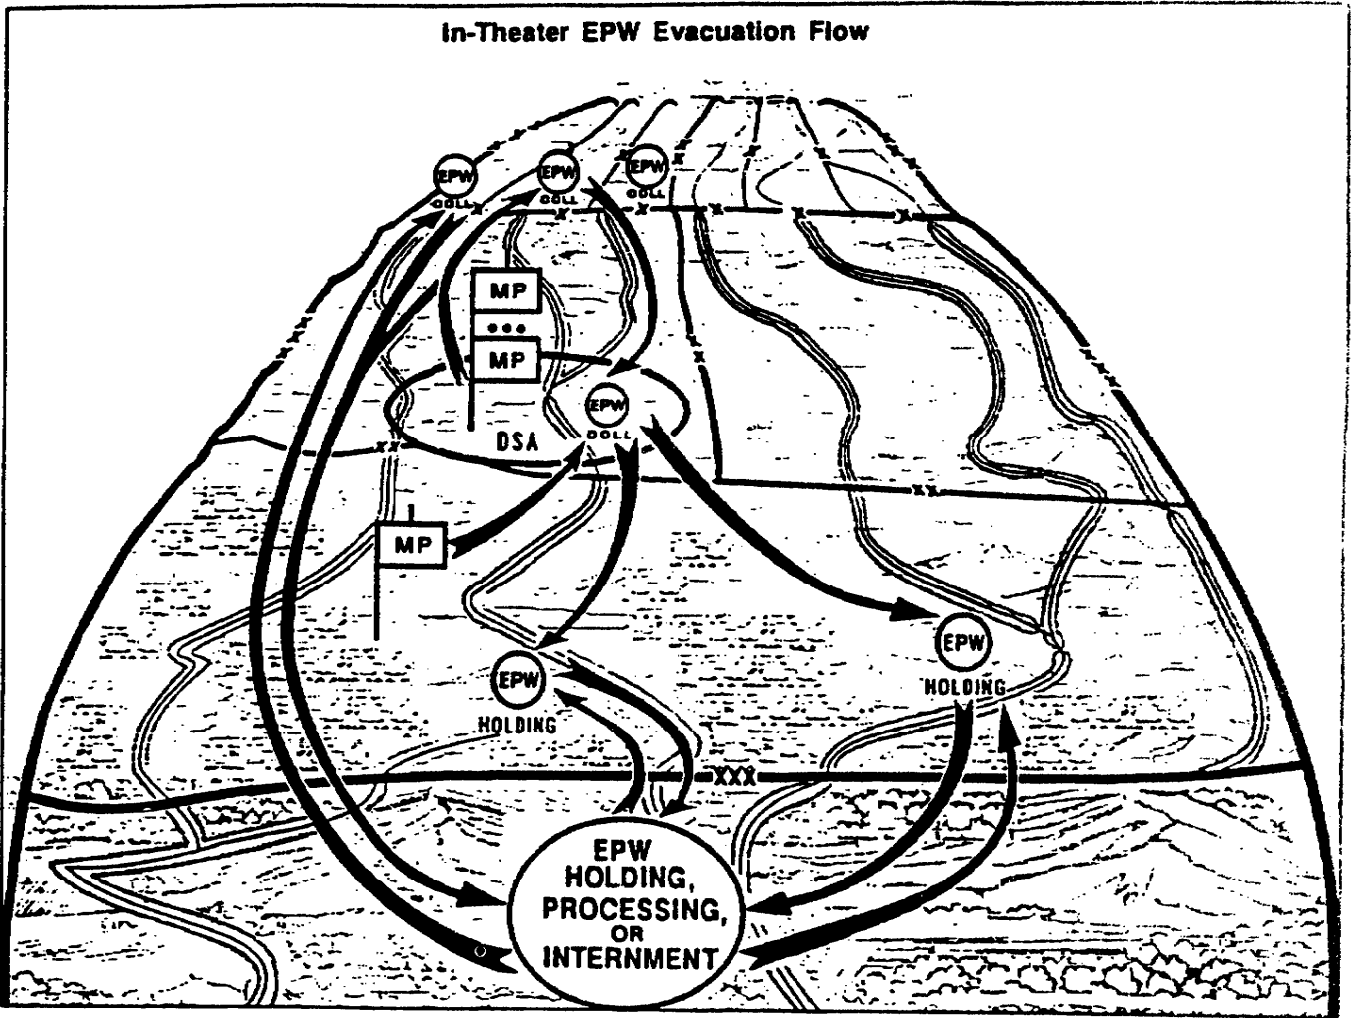 In-Theater EPW Evacuation Flow
EPW
COLL
EPW
COLL
EPW
COLL
X
X
X
X
X
X
MP
•••
MP
EPW
COLL
DSA
XX
XX
I
MP
EPW
HOLDING
EPW
HOLDING
XXX
EPW
HOLDING,
PROCESSING,
OR
INTERNMENT